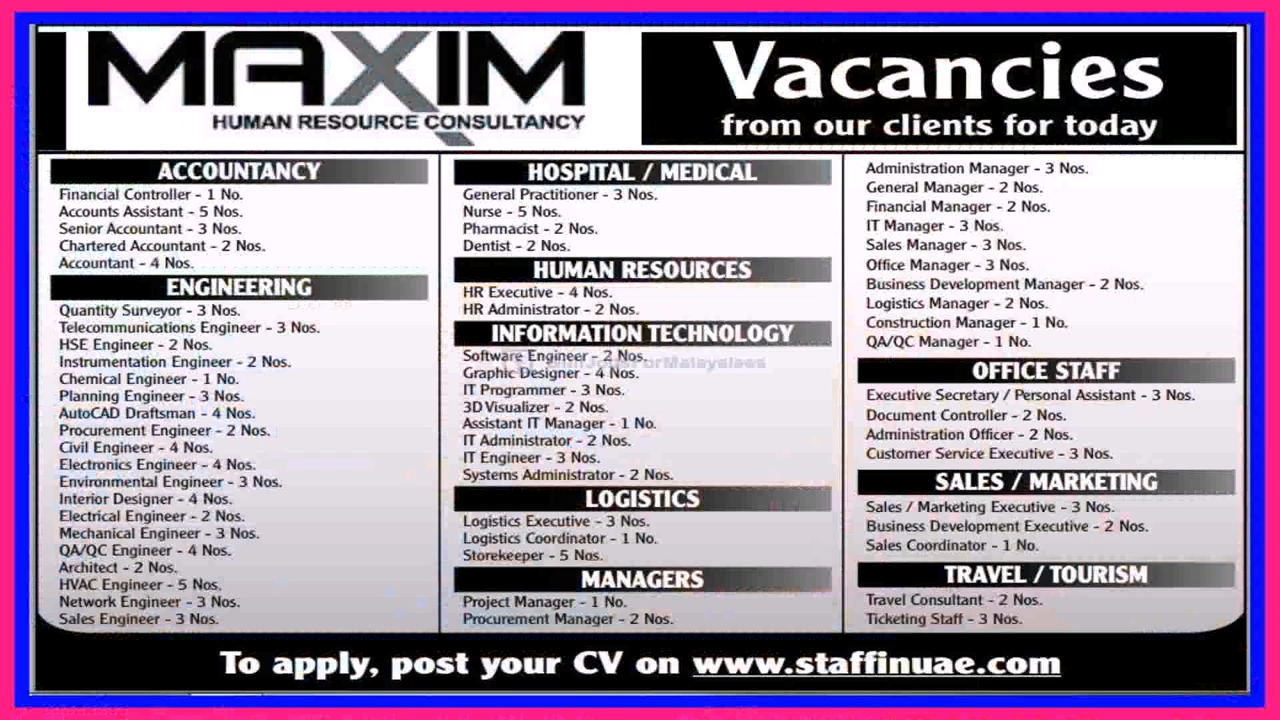 MAXIM
HUMAN RESOURCE CONSULTANCY
Vacancies
from our clients for today
ACCOUNTANCY
Financial Controller - 1 No.
Accounts Assistant - 5 Nos.
Senior Accountant - 3 Nos.
Chartered Accountant - 2 Nos.
Accountant - 4 Nos.
ENGINEERING
Quantity Surveyor - 3 Nos.
Telecommunications Engineer - 3 Nos.
HSE Engineer - 2 Nos.
Instrumentation Engineer - 2 Nos.
Chemical Engineer - 1 No.
Planning Engineer - 3 Nos.
AutoCAD Draftsman - 4 Nos.
Procurement Engineer - 2 Nos.
Civil Engineer - 4 Nos.
Electronics Engineer - 4 Nos.
Environmental Engineer - 3 Nos.
Interior Designer - 4 Nos.
Electrical Engineer - 2 Nos.
Mechanical Engineer - 3 Nos.
QA/QC Engineer - 4 Nos.
Architect - 2 Nos.
HVAC Engineer - 5 Nos.
Network Engineer - 3 Nos.
Sales Engineer - 3 Nos.
HOSPITAL / MEDICAL
General Practitioner - 3 Nos.
Nurse - 5 Nos.
Pharmacist - 2 Nos.
Dentist - 2 Nos.
HUMAN RESOURCES
HR Executive - 4 Nos.
HR Administrator - 2 Nos.
INFORMATION TECHNOLOGY
Software Engineer - 2 Nos.
Graphic Designer - 4 Nos.
IT Programmer - 3 Nos.
3D Visualizer - 2 Nos.
Assistant IT Manager - 1 No.
IT Administrator - 2 Nos.
IT Engineer - 3 Nos.
Systems Administrator - 2 Nos.
LOGISTICS
Logistics Executive - 3 Nos.
Logistics Coordinator - 1 No.
Storekeeper - 5 Nos.
MANAGERS
Project Manager - 1 No.
Procurement Manager - 2 Nos.
Administration Manager - 3 Nos.
General Manager - 2 Nos.
Financial Manager - 2 Nos.
IT Manager - 3 Nos.
Sales Manager - 3 Nos.
Office Manager - 3 Nos.
Business Development Manager - 2 Nos.
Logistics Manager - 2 Nos.
Construction Manager - 1 No.
QA/QC Manager - 1 No.
OFFICE STAFF
Executive Secretary / Personal Assistant - 3 Nos.
Document Controller - 2 Nos.
Administration Officer - 2 Nos.
Customer Service Executive - 3 Nos.
SALES / MARKETING
Sales / Marketing Executive - 3 Nos.
Business Development Executive - 2 Nos.
Sales Coordinator - 1 No.
TRAVEL / TOURISM
Travel Consultant - 2 Nos.
Ticketing Staff - 3 Nos.
To apply, post your CV on www.staffinuae.com